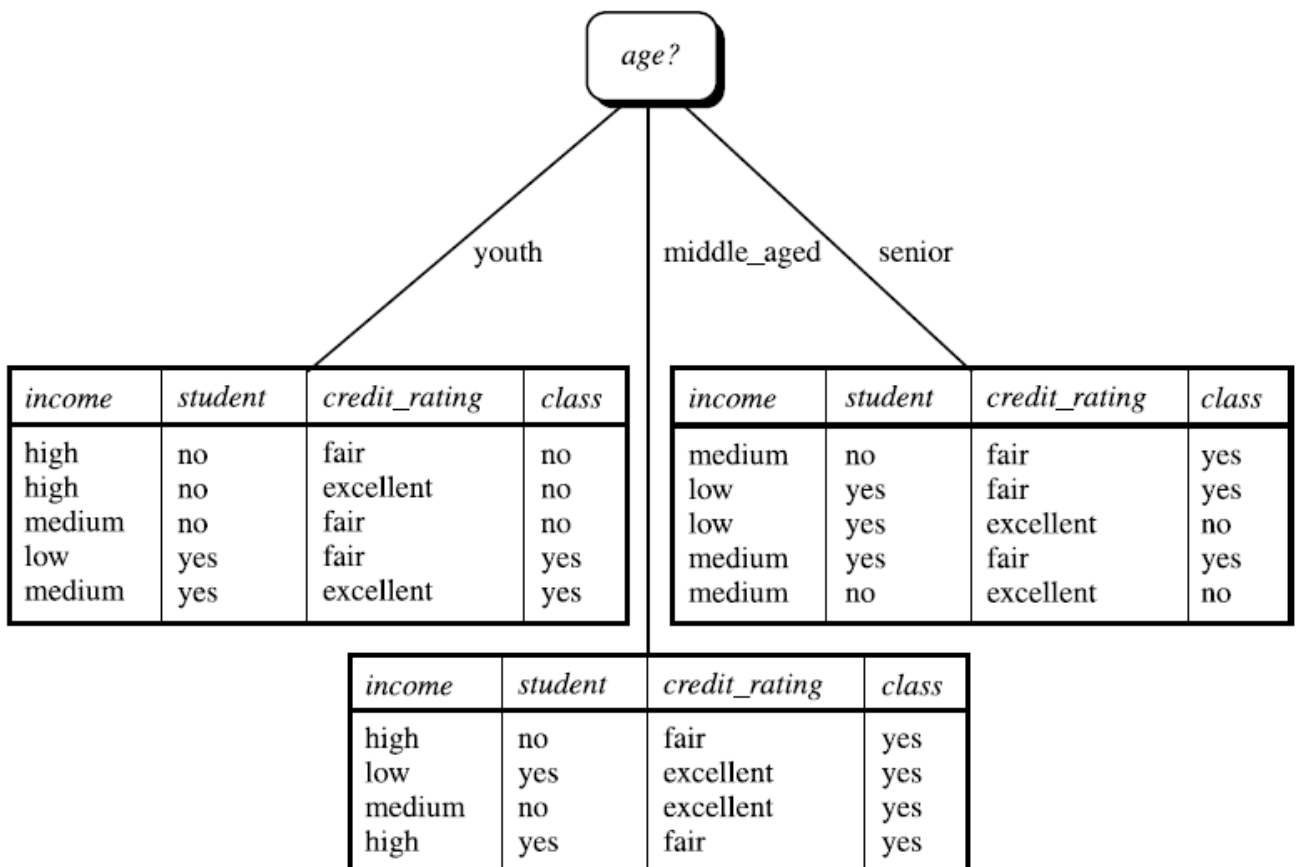 age?
youth
middle_aged
senior
income student credit_rating class
high no fair no
high no excellent no
medium no fair no
low yes fair yes
medium yes excellent yes
income student credit_rating class
medium no fair yes
low yes fair yes
low yes excellent no
medium yes fair yes
medium no excellent no
income student credit_rating class
high no fair yes
low yes excellent yes
medium no excellent yes
high yes fair yes